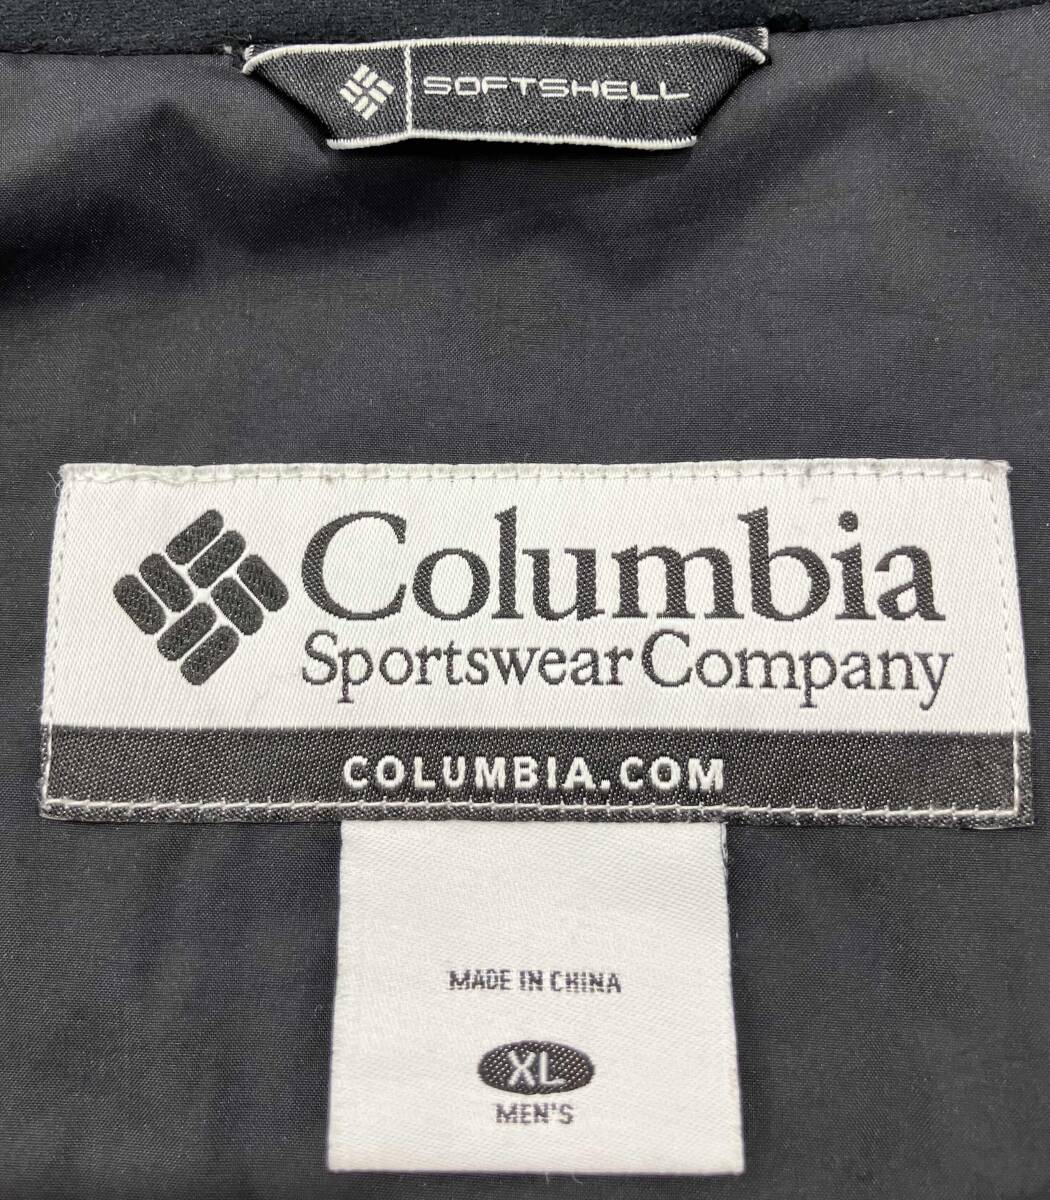 SOFTSHELL
Columbia
Sportswear Company
COLUMBIA.COM
MADE IN CHINA
XL
MEN'S